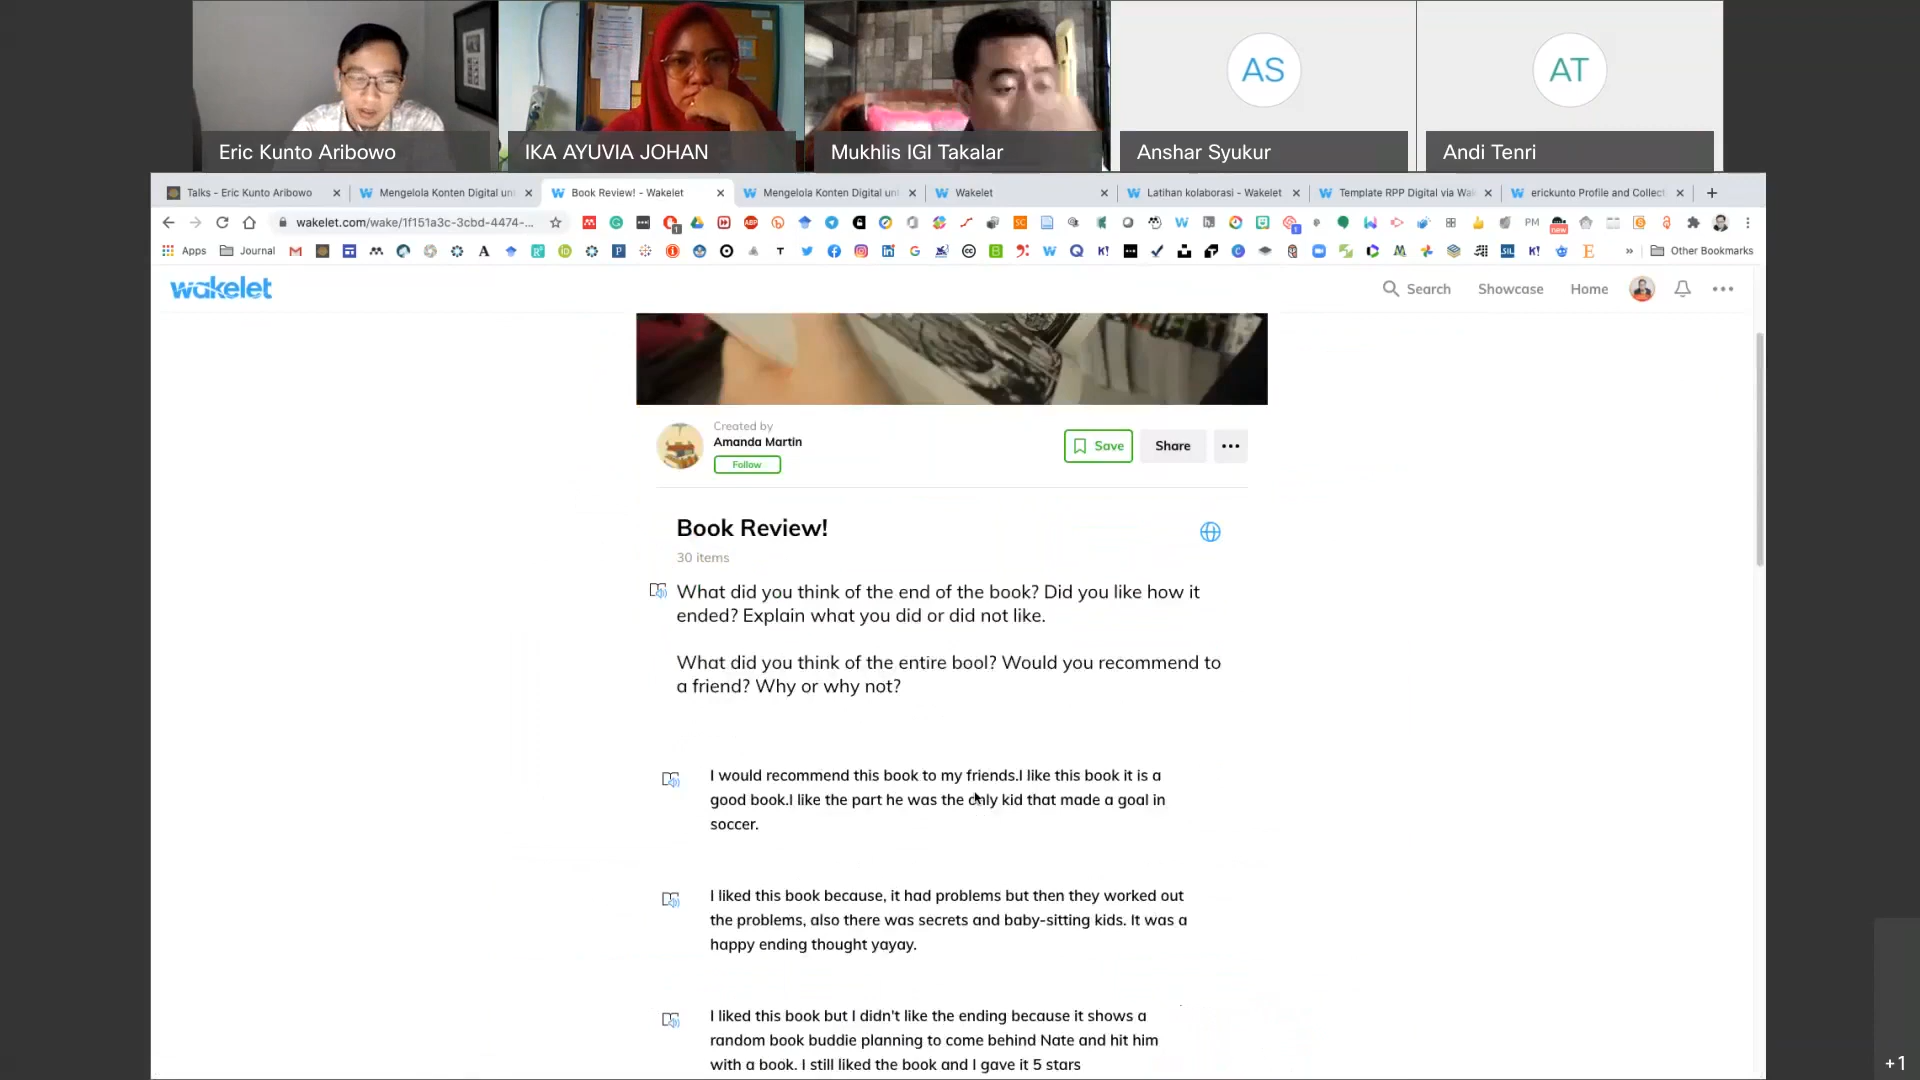 AS
AT
Eric Kunto Aribowo
IKA AYUVIA JOHAN
Mukhlis IGI Takalar
Anshar Syukur
Andi Tenri
Talks - Eric Kunto Aribowo
Mengelola Konten Digital un
Book Review! - Wakelet
Mengelola Konten Digital un
Wakelet
Latihan kolaborasi - Wakelet
Template RPP Digital via Wa
erickunto Profile and Collect
wakelet.com/wake/1f151a3c-3cbd-4474-...
Apps
Journal
Other Bookmarks
wakelet
Search
Showcase
Home
Created by
Amanda Martin
Follow
Save
Share
Book Review!
30 items
What did you think of the end of the book? Did you like how it
ended? Explain what you did or did not like.
What did you think of the entire bool? Would you recommend to
a friend? Why or why not?
I would recommend this book to my friends.I like this book it is a
good book.I like the part he was the only kid that made a goal in
soccer.
I liked this book because, it had problems but then they worked out
the problems, also there was secrets and baby-sitting kids. It was a
happy ending thought yayay.
I liked this book but I didn't like the ending because it shows a
random book buddie planning to come behind Nate and hit him
with a book. I still liked the book and I gave it 5 stars
+1